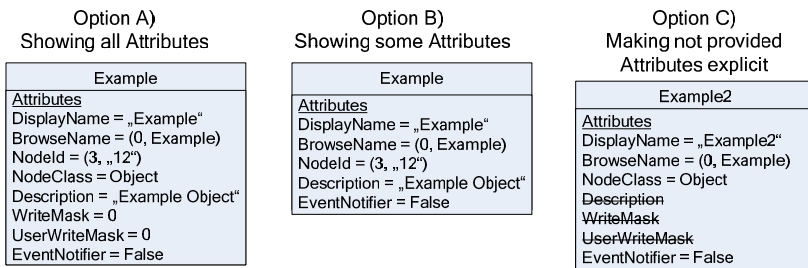 Option A)
Showing all Attributes
Example
Attributes
DisplayName = „Example“
BrowseName = (0, Example)
NodeId = (3, „12“)
NodeClass = Object
Description = „Example Object“
WriteMask = 0
UserWriteMask = 0
EventNotifier = False
Option B)
Showing some Attributes
Example
Attributes
DisplayName = „Example“
BrowseName = (0, Example)
NodeId = (3, „12“)
Description = „Example Object“
EventNotifier = False
Option C)
Making not provided
Attributes explicit
Example2
Attributes
DisplayName = „Example2“
BrowseName = (0, Example)
NodeClass = Object
Description
WriteMask
UserWriteMask
EventNotifier = False